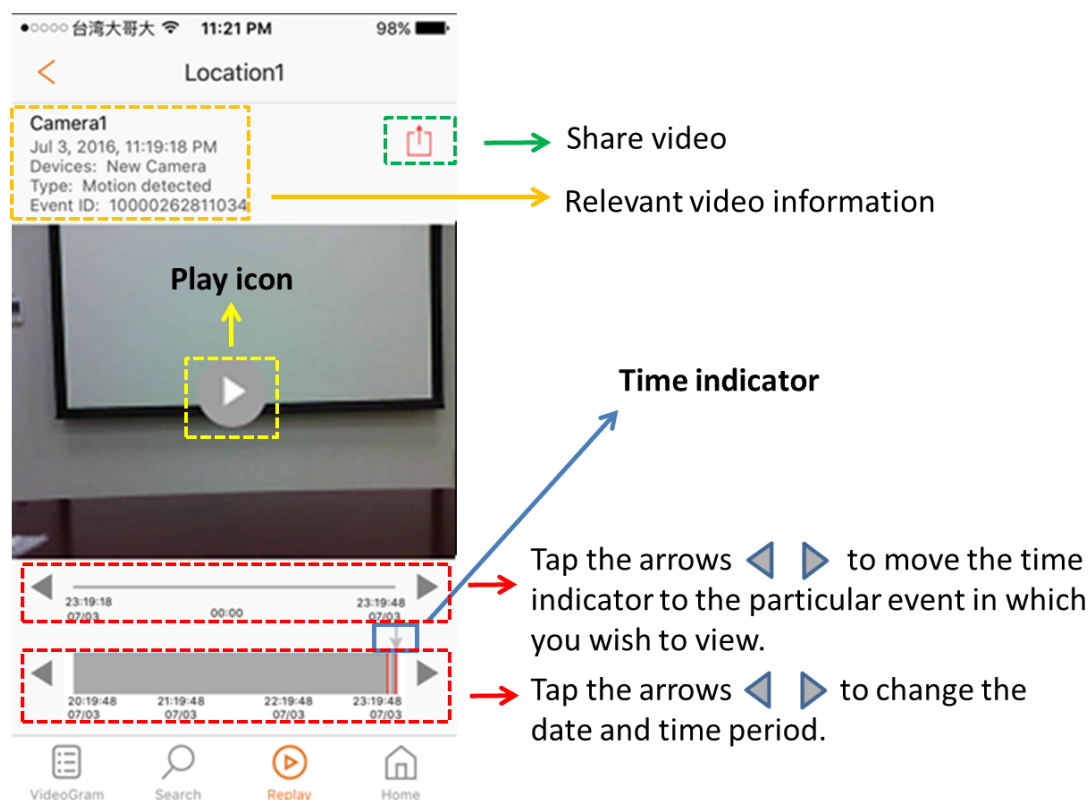 台湾大哥大 11:21 PM 98%
Location1
Camera1
Jul 3, 2016, 11:19:18 PM
Devices: New Camera
Type: Motion detected
Event ID: 10000262811034
Share video
Relevant video information
Play icon
Time indicator
23:19:18 07/03
00:00
23:19:48 07/03
Tap the arrows to move the time
indicator to the particular event in which
you wish to view.
20:19:48 21:19:48 22:19:48 23:19:48
07/03 07/03 07/03 07/03
Tap the arrows to change the
date and time period.
VideoGram Search Replay Home